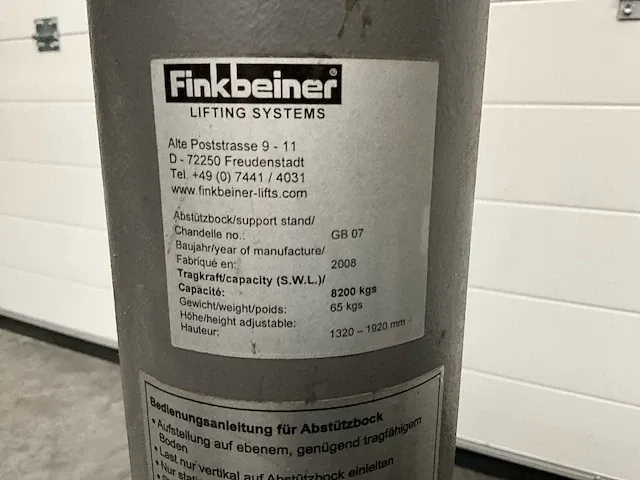 Finkbeiner®
LIFTING SYSTEMS
Alte Poststrasse 9 - 11
D - 72250 Freudenstadt
Tel. +49 (0) 7441 / 4031
www.finkbeiner-lifts.com
Abstützbock/support stand/
Chandelle no.: GB 07
Baujahr/year of manufacture/
Fabriqué en: 2008
Tragkraft/capacity (S.W.L.)/
Capacité: 8200 kgs
Gewicht/weight/poids: 65 kgs
Höhe/height adjustable:
Hauteur: 1320 – 1920 mm
Bedienungsanleitung für Abstützbock
• Aufstellung auf ebenem, genügend tragfähigem
Boden
• Last nur vertikal auf Abstützbock einleiten
• Nur